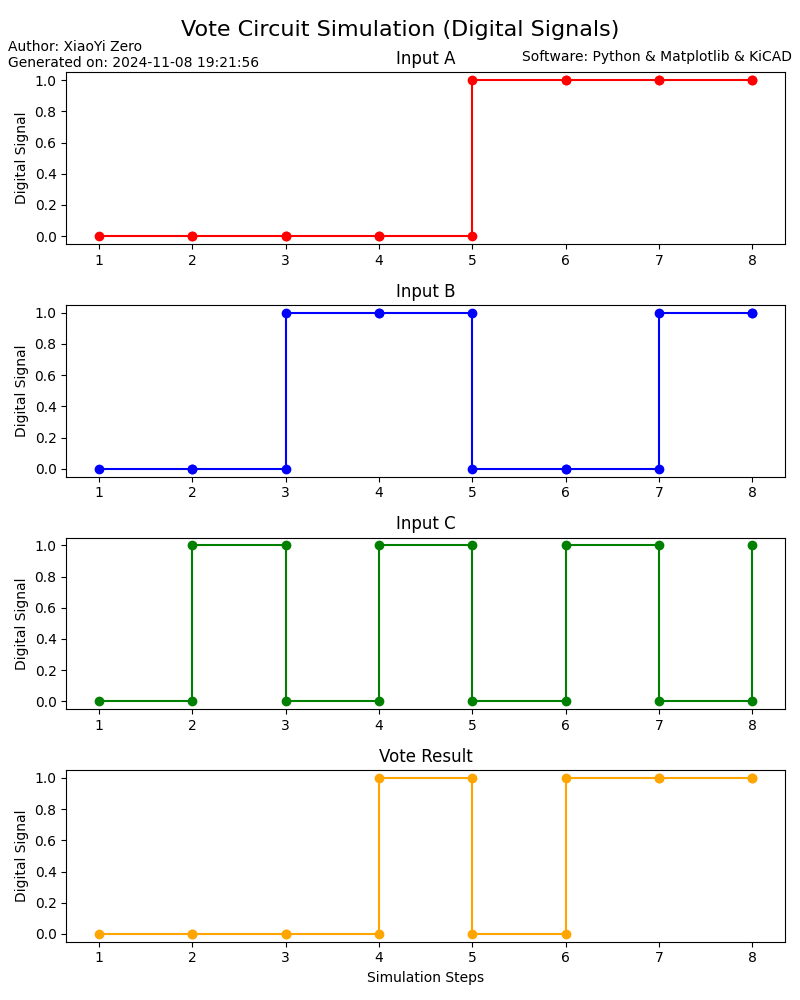 Vote Circuit Simulation (Digital Signals)
Author: XiaoYi Zero
Generated on: 2024-11-08 19:21:56
Software: Python & Matplotlib & KiCAD
Input A
Digital Signal
1.0
0.8
0.6
0.4
0.2
0.0
1 2 3 4 5 6 7 8
Input B
Digital Signal
1.0
0.8
0.6
0.4
0.2
0.0
1 2 3 4 5 6 7 8
Input C
Digital Signal
1.0
0.8
0.6
0.4
0.2
0.0
1 2 3 4 5 6 7 8
Vote Result
Digital Signal
1.0
0.8
0.6
0.4
0.2
0.0
1 2 3 4 5 6 7 8
Simulation Steps